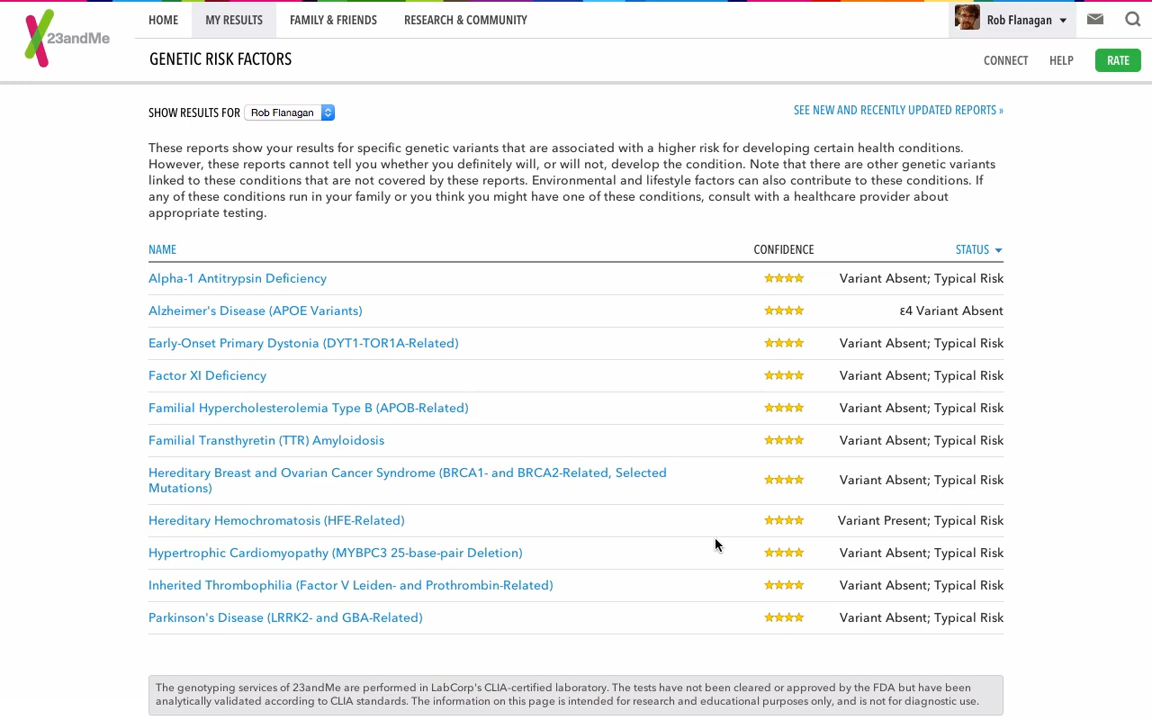 HOME MY RESULTS FAMILY & FRIENDS RESEARCH & COMMUNITY Rob Flanagan
23andMe
GENETIC RISK FACTORS CONNECT HELP RATE
SHOW RESULTS FOR Rob Flanagan SEE NEW AND RECENTLY UPDATED REPORTS »
These reports show your results for specific genetic variants that are associated with a higher risk for developing certain health conditions.
However, these reports cannot tell you whether you definitely will, or will not, develop the condition. Note that there are other genetic variants
linked to these conditions that are not covered by these reports. Environmental and lifestyle factors can also contribute to these conditions. If
any of these conditions run in your family or you think you might have one of these conditions, consult with a healthcare provider about
appropriate testing.
NAME CONFIDENCE STATUS
Alpha-1 Antitrypsin Deficiency Variant Absent; Typical Risk
Alzheimer's Disease (APOE Variants) ε4 Variant Absent
Early-Onset Primary Dystonia (DYT1-TOR1A-Related) Variant Absent; Typical Risk
Factor XI Deficiency Variant Absent; Typical Risk
Familial Hypercholesterolemia Type B (APOB-Related) Variant Absent; Typical Risk
Familial Transthyretin (TTR) Amyloidosis Variant Absent; Typical Risk
Hereditary Breast and Ovarian Cancer Syndrome (BRCA1- and BRCA2-Related, Selected
Mutations) Variant Absent; Typical Risk
Hereditary Hemochromatosis (HFE-Related) Variant Present; Typical Risk
Hypertrophic Cardiomyopathy (MYBPC3 25-base-pair Deletion) Variant Absent; Typical Risk
Inherited Thrombophilia (Factor V Leiden- and Prothrombin-Related) Variant Absent; Typical Risk
Parkinson's Disease (LRRK2- and GBA-Related) Variant Absent; Typical Risk
The genotyping services of 23andMe are performed in LabCorp's CLIA-certified laboratory. The tests have not been cleared or approved by the FDA but have been
analytically validated according to CLIA standards. The information on this page is intended for research and educational purposes only, and is not for diagnostic use.